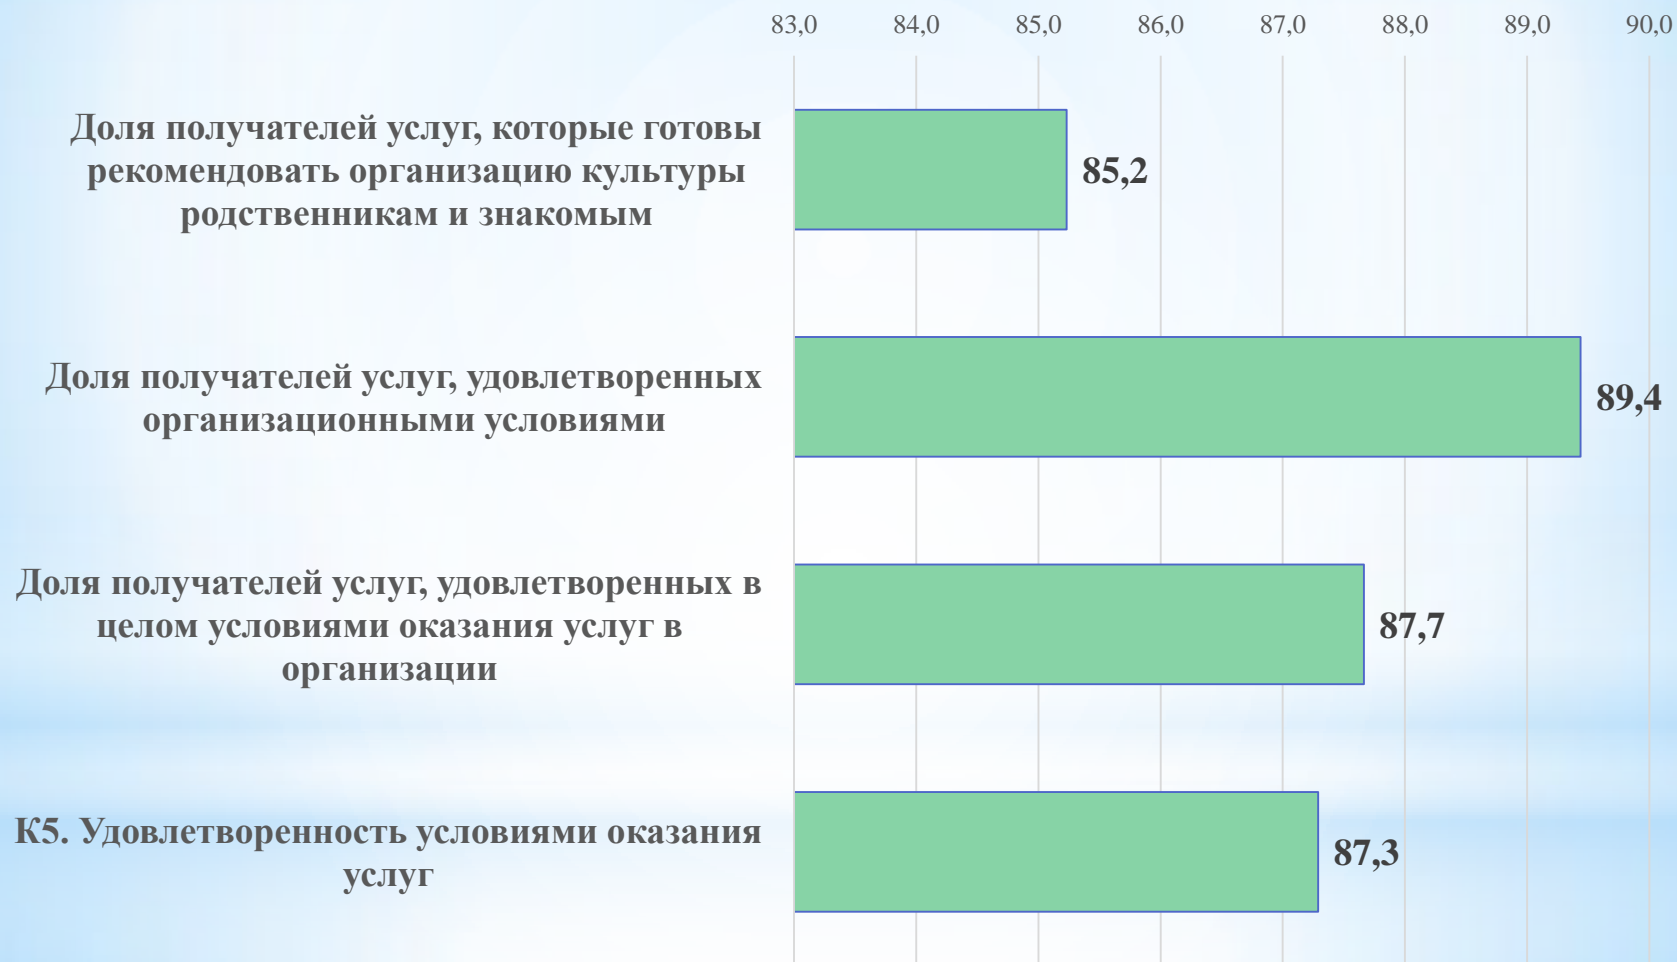 83,0 84,0 85,0 86,0 87,0 88,0 89,0 90,0
Доля получателей услуг, которые готовы
рекомендовать организацию культуры
родственникам и знакомым
85,2
Доля получателей услуг, удовлетворенных
организационными условиями
89,4
Доля получателей услуг, удовлетворенных в
целом условиями оказания услуг в
организации
87,7
К5. Удовлетворенность условиями оказания
услуг
87,3